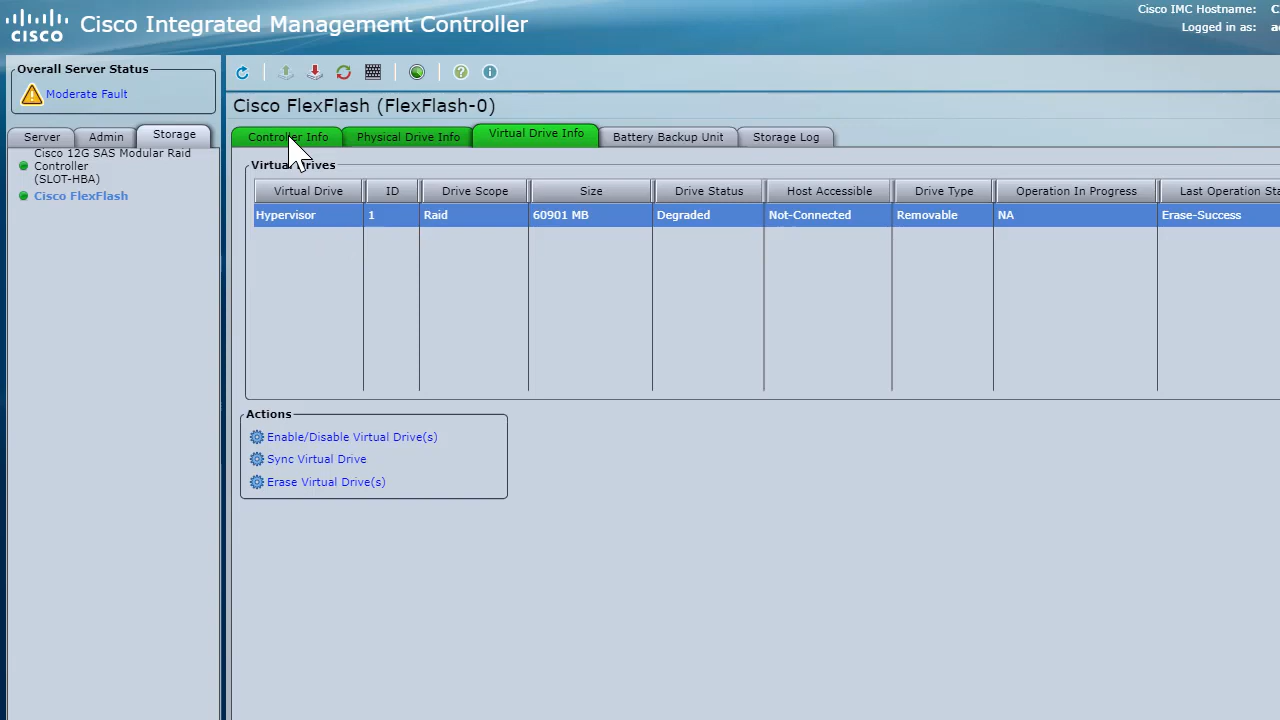 cisco
Cisco Integrated Management Controller
Cisco IMC Hostname:
Logged in as:
Overall Server Status
Moderate Fault
Server Admin Storage
Cisco 12G SAS Modular Raid
Controller
(SLOT-HBA)
Cisco FlexFlash
Cisco FlexFlash (FlexFlash-0)
Controller Info Physical Drive Info Virtual Drive Info Battery Backup Unit Storage Log
Virtual Drives
Virtual Drive ID Drive Scope Size Drive Status Host Accessible Drive Type Operation In Progress Last Operation
Hypervisor 1 Raid 60901 MB Degraded Not-Connected Removable NA Erase-Success
Actions
Enable/Disable Virtual Drive(s)
Sync Virtual Drive
Erase Virtual Drive(s)